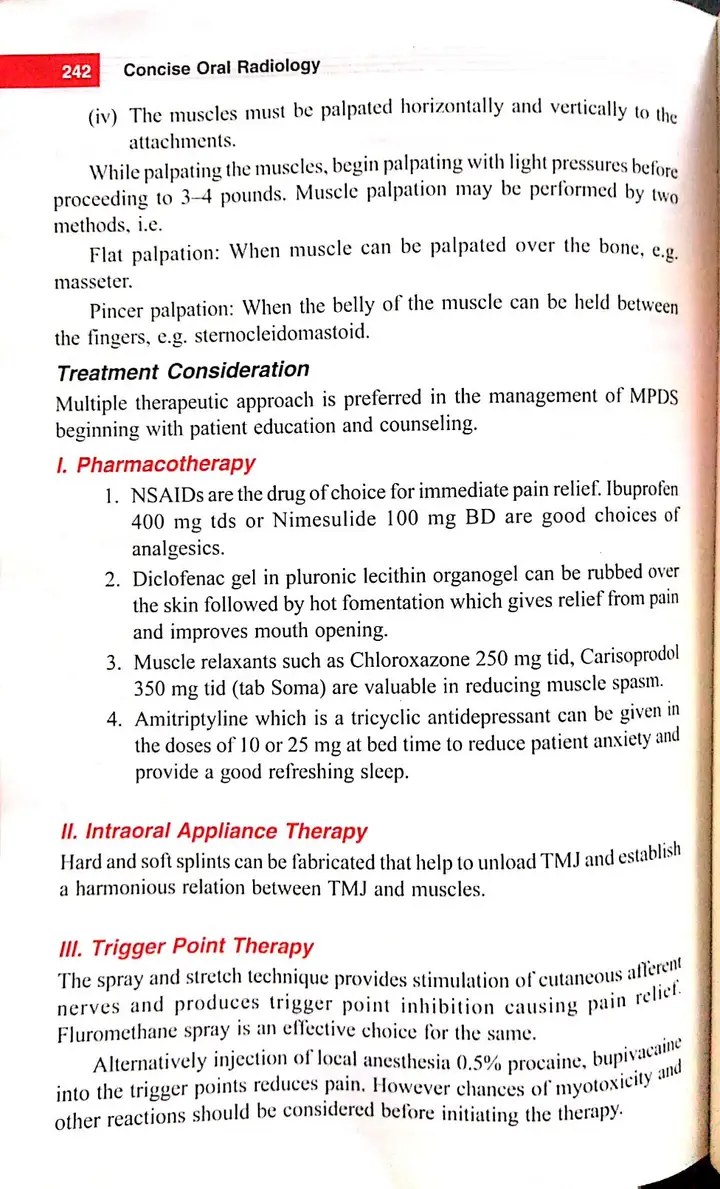 242 Concise Oral Radiology
(iv) The muscles must be palpated horizontally and vertically to the
attachments.
While palpating the muscles, begin palpating with light pressures before
proceeding to 3–4 pounds. Muscle palpation may be performed by two
methods, i.e.
Flat palpation: When muscle can be palpated over the bone, e.g.
masseter.
Pincer palpation: When the belly of the muscle can be held between
the fingers, e.g. sternocleidomastoid.
Treatment Consideration
Multiple therapeutic approach is preferred in the management of MPDS
beginning with patient education and counseling.
I. Pharmacotherapy
1. NSAIDs are the drug of choice for immediate pain relief. Ibuprofen
400 mg tds or Nimesulide 100 mg BD are good choices of
analgesics.
2. Diclofenac gel in pluronic lecithin organogel can be rubbed over
the skin followed by hot fomentation which gives relief from pain
and improves mouth opening.
3. Muscle relaxants such as Chloroxazone 250 mg tid, Carisoprodol
350 mg tid (tab Soma) are valuable in reducing muscle spasm.
4. Amitriptyline which is a tricyclic antidepressant can be given in
the doses of 10 or 25 mg at bed time to reduce patient anxiety and
provide a good refreshing sleep.
II. Intraoral Appliance Therapy
Hard and soft splints can be fabricated that help to unload TMJ and establish
a harmonious relation between TMJ and muscles.
III. Trigger Point Therapy
The spray and stretch technique provides stimulation of cutaneous afferent
nerves and produces trigger point inhibition causing pain relief.
Fluromethane spray is an effective choice for the same.
Alternatively injection of local anesthesia 0.5% procaine, bupivacaine
into the trigger points reduces pain. However chances of myotoxicity and
other reactions should be considered before initiating the therapy.